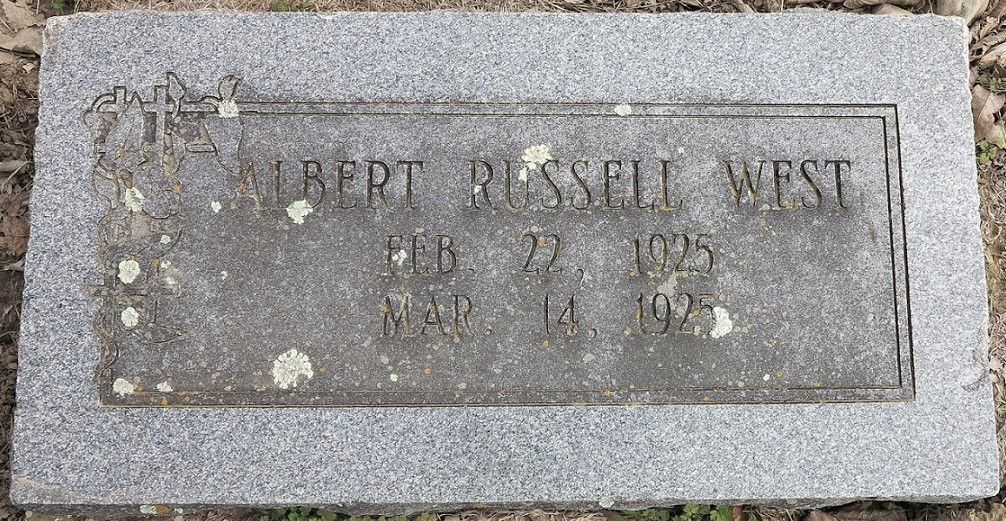 ALBERT RUSSELL WEST
FEB. 22, 1925
MAR. 14, 1925